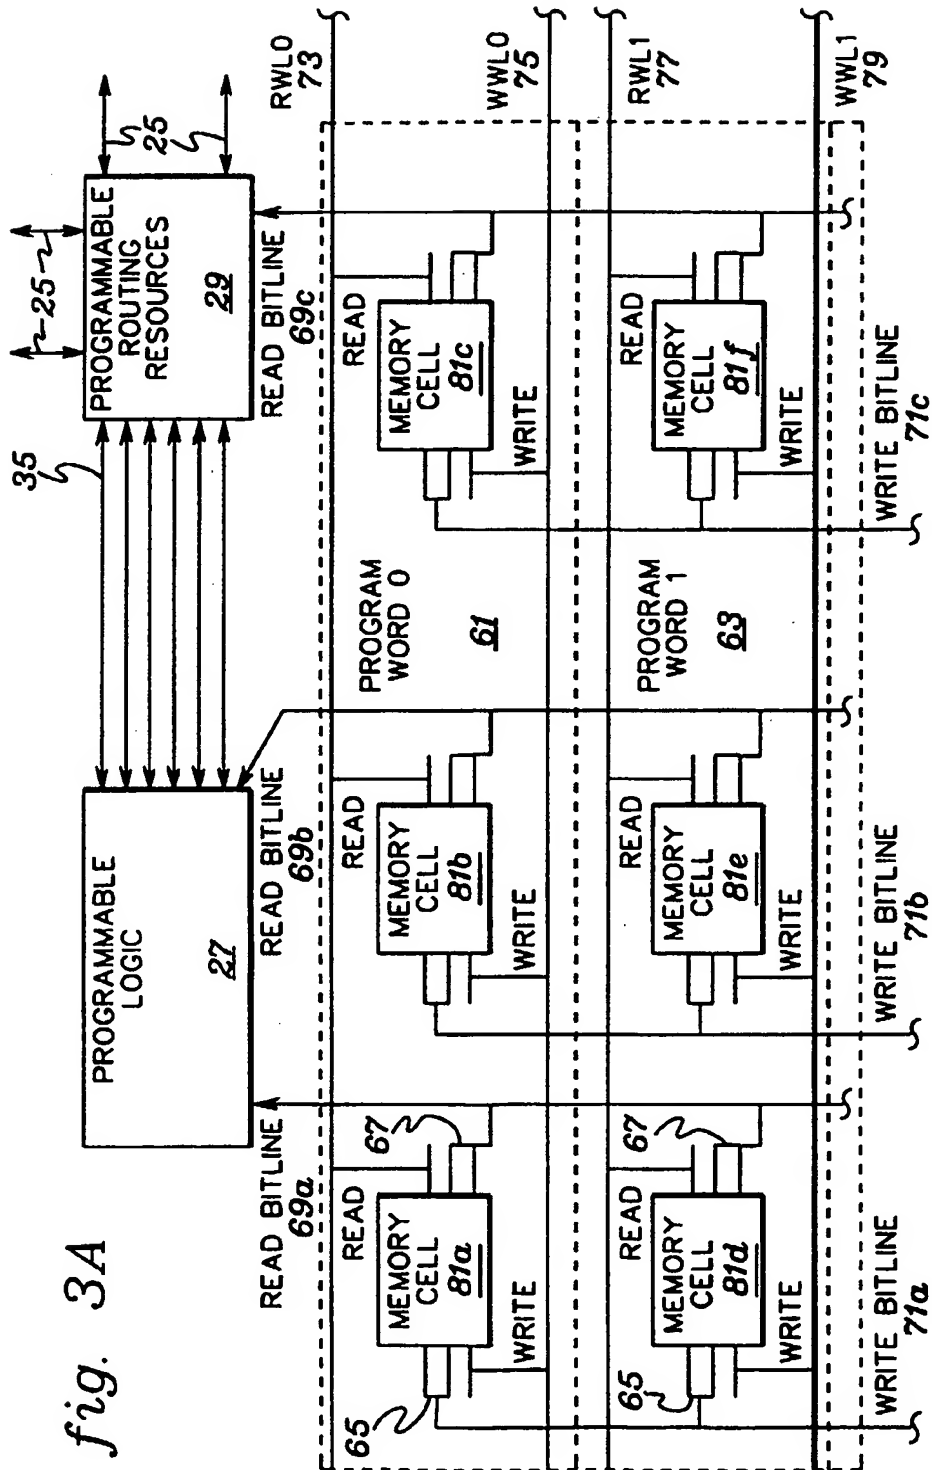 fig. 3A
PROGRAMMABLE
LOGIC
27
35
PROGRAMMABLE
ROUTING
RESOURCES
29
25
25
READ BITLINE
69a
READ BITLINE
69b
READ BITLINE
69c
RWL0
73
READ
READ
READ
67
MEMORY
CELL
81a
MEMORY
CELL
81b
PROGRAM
WORD 0
61
MEMORY
CELL
81c
65
WRITE
WRITE
WRITE
WWL0
75
RWL1
77
READ
READ
READ
67
MEMORY
CELL
81d
MEMORY
CELL
81e
PROGRAM
WORD 1
63
MEMORY
CELL
81f
65
WRITE
WRITE
WRITE
WWL1
79
WRITE BITLINE
71a
WRITE BITLINE
71b
WRITE BITLINE
71c